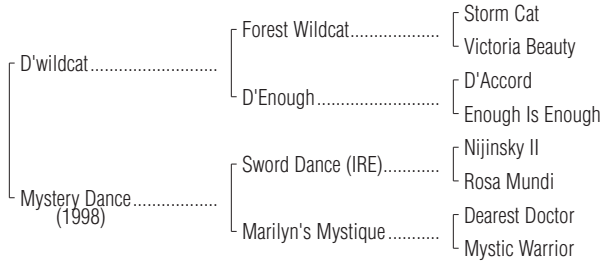 Storm Cat
Forest Wildcat....................
Victoria Beauty
D'wildcat............................
D'Accord
D'Enough...........................
Enough Is Enough
Nijinsky II
Sword Dance (IRE)............
Rosa Mundi
Mystery Dance..................
(1998)
Dearest Doctor
Marilyn's Mystique...........
Mystic Warrior